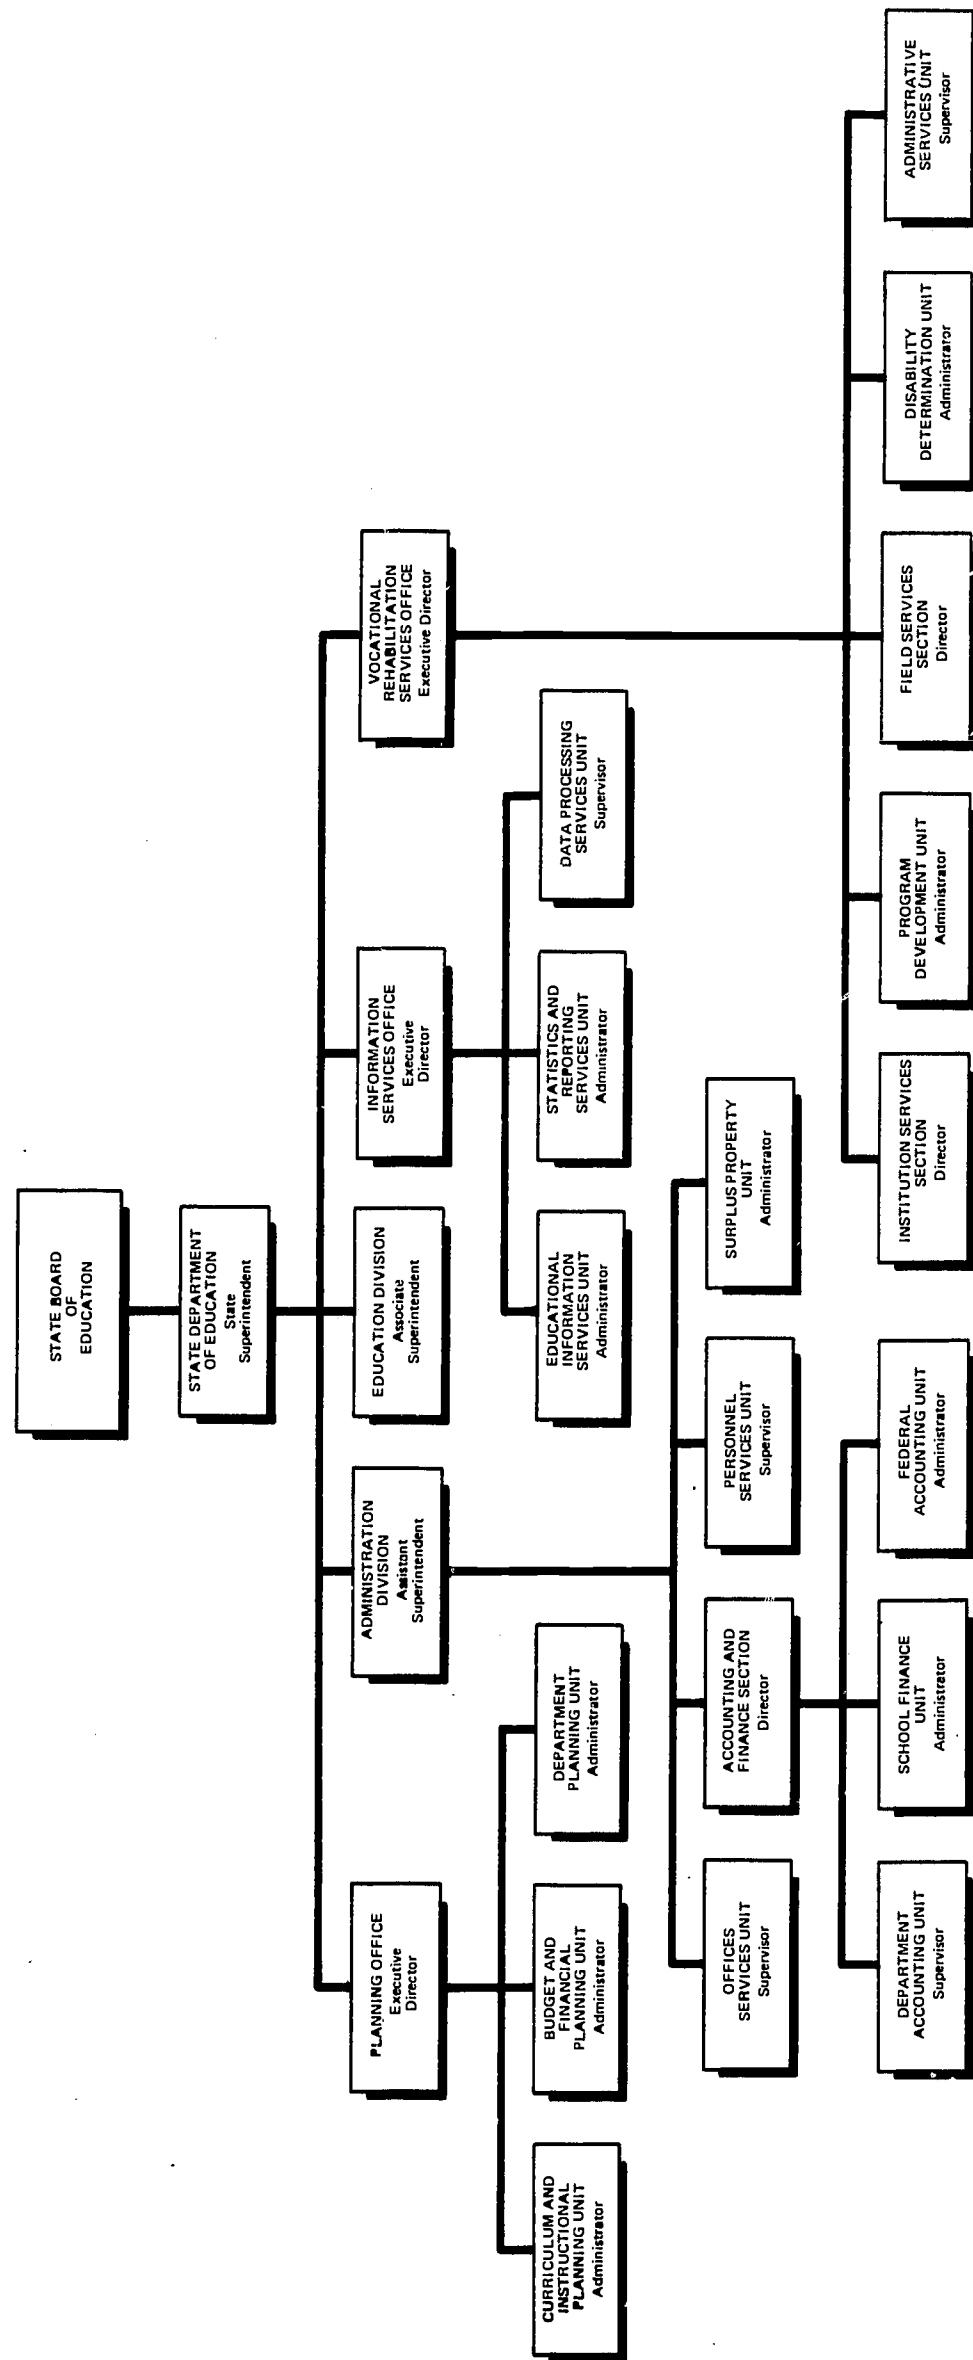 STATE BOARD
OF
EDUCATION
STATE DEPARTMENT
OF EDUCATION
State
Superintendent
PLANNING OFFICE
Executive
Director
ADMINISTRATION
DIVISION
Assistant
Superintendent
EDUCATION DIVISION
Associate
Superintendent
INFORMATION
SERVICES OFFICE
Executive
Director
VOCATIONAL
REHABILITATION
SERVICES OFFICE
Executive Director
CURRICULUM AND
INSTRUCTIONAL
PLANNING UNIT
Administrator
BUDGET AND
FINANCIAL
PLANNING UNIT
Administrator
DEPARTMENT
PLANNING UNIT
Administrator
EDUCATIONAL
INFORMATION
SERVICES UNIT
Administrator
STATISTICS AND
REPORTING
SERVICES UNIT
Administrator
DATA PROCESSING
SERVICES UNIT
Supervisor
OFFICES
SERVICES UNIT
Supervisor
ACCOUNTING AND
FINANCE SECTION
Director
PERSONNEL
SERVICES UNIT
Supervisor
SURPLUS PROPERTY
UNIT
Administrator
DEPARTMENT
ACCOUNTING UNIT
Supervisor
SCHOOL FINANCE
UNIT
Administrator
FEDERAL
ACCOUNTING UNIT
Administrator
INSTITUTION SERVICES
SECTION
Director
PROGRAM
DEVELOPMENT UNIT
Administrator
FIELD SERVICES
SECTION
Director
DISABILITY
DETERMINATION UNIT
Administrator
ADMINISTRATIVE
SERVICES UNIT
Supervisor